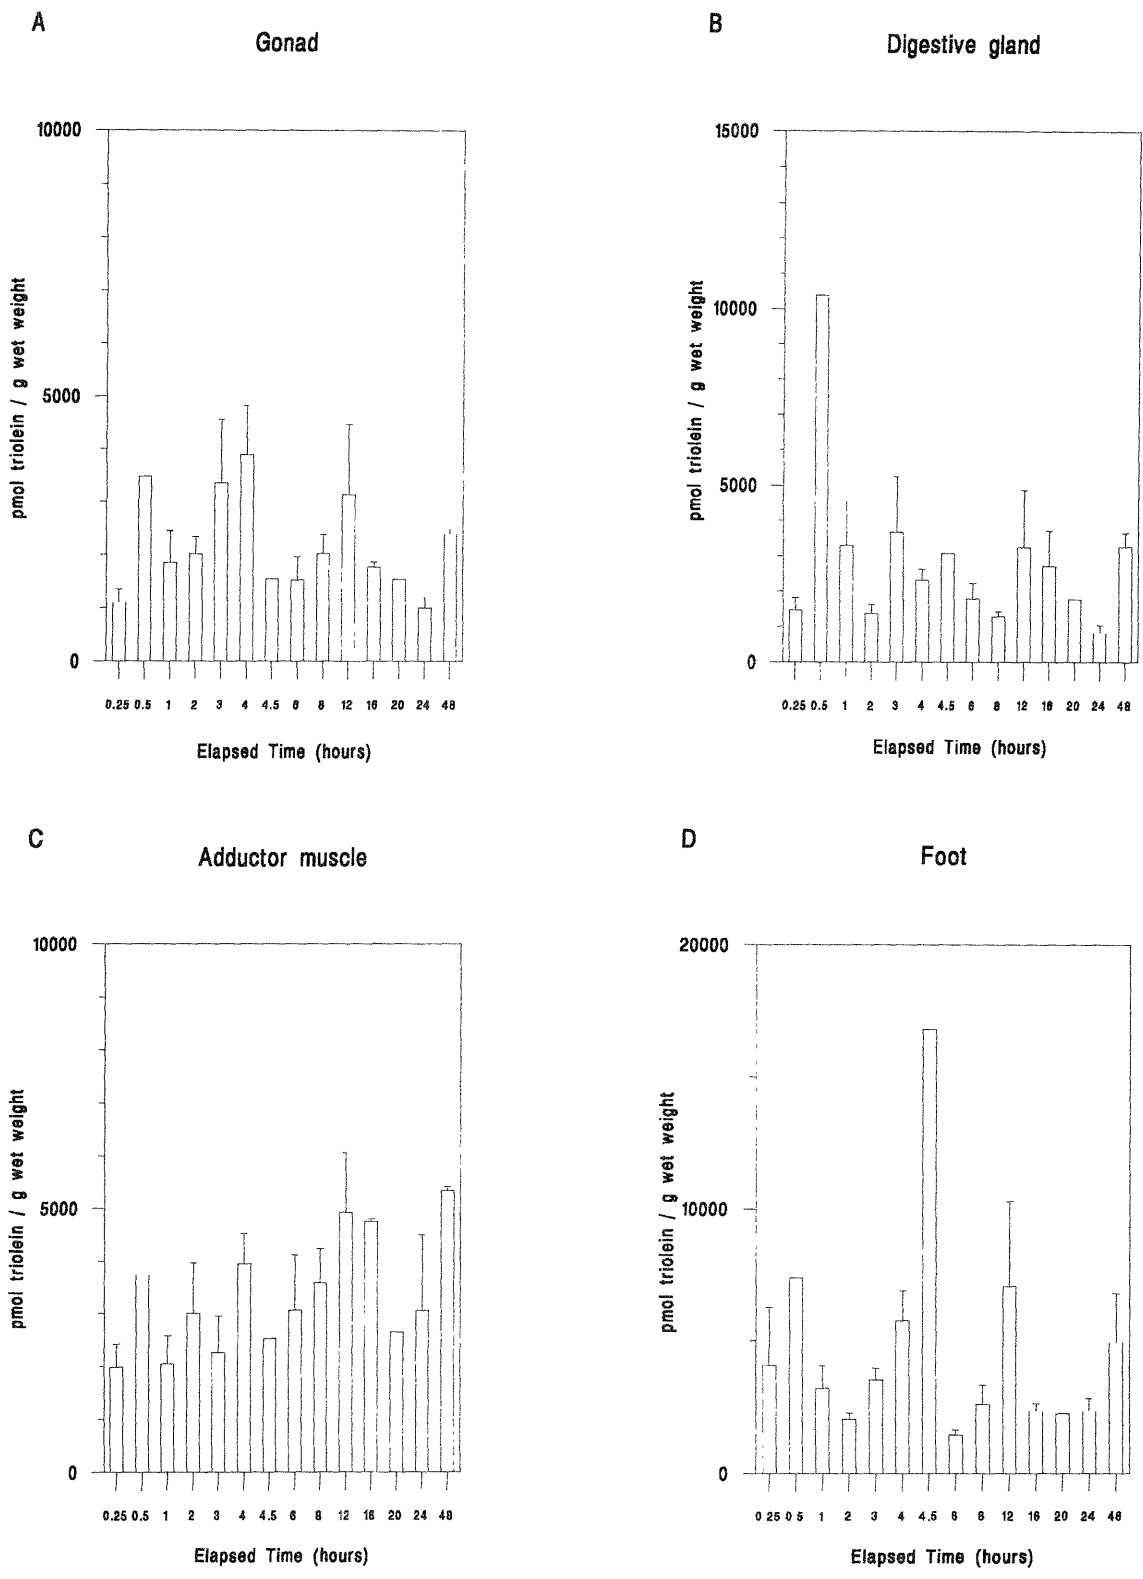 A
Gonad
10000
5000
0
pmol triolein / g wet weight
0.25 0.5 1 2 3 4 4.5 6 8 12 16 20 24 48
Elapsed Time (hours)
B
Digestive gland
15000
10000
5000
0
pmol triolein / g wet weight
0.25 0.5 1 2 3 4 4.5 6 8 12 16 20 24 48
Elapsed Time (hours)
C
Adductor muscle
10000
5000
0
pmol triolein / g wet weight
0.25 0.5 1 2 3 4 4.5 6 8 12 16 20 24 48
Elapsed Time (hours)
D
Foot
20000
10000
0
pmol triolein / g wet weight
0 25 0 5 1 2 3 4 4.5 6 8 12 16 20 24 48
Elapsed Time (hours)